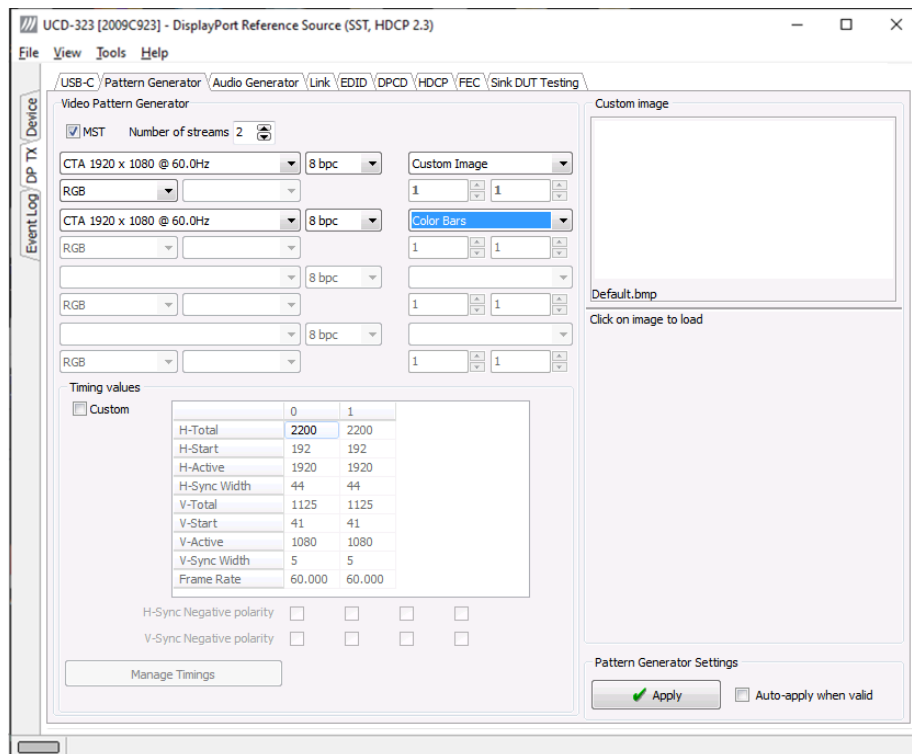 UCD-323 [2009C923] - DisplayPort Reference Source (SST, HDCP 2.3)
File View Tools Help
Device
DP TX
Event Log
USB-C Pattern Generator Audio Generator Link EDID DPCD HDCP FEC Sink DUT Testing
Video Pattern Generator
MST Number of streams 2
CTA 1920 x 1080 @ 60.0Hz 8 bpc Custom Image
RGB 1 1
CTA 1920 x 1080 @ 60.0Hz 8 bpc Color Bars
RGB 1 1
8 bpc
RGB 1 1
8 bpc
RGB 1 1
Timing values
Custom
0 1
H-Total 2200 2200
H-Start 192 192
H-Active 1920 1920
H-Sync Width 44 44
V-Total 1125 1125
V-Start 41 41
V-Active 1080 1080
V-Sync Width 5 5
Frame Rate 60.000 60.000
H-Sync Negative polarity
V-Sync Negative polarity
Manage Timings
Custom image
Default.bmp
Click on image to load
Pattern Generator Settings
Apply Auto-apply when valid